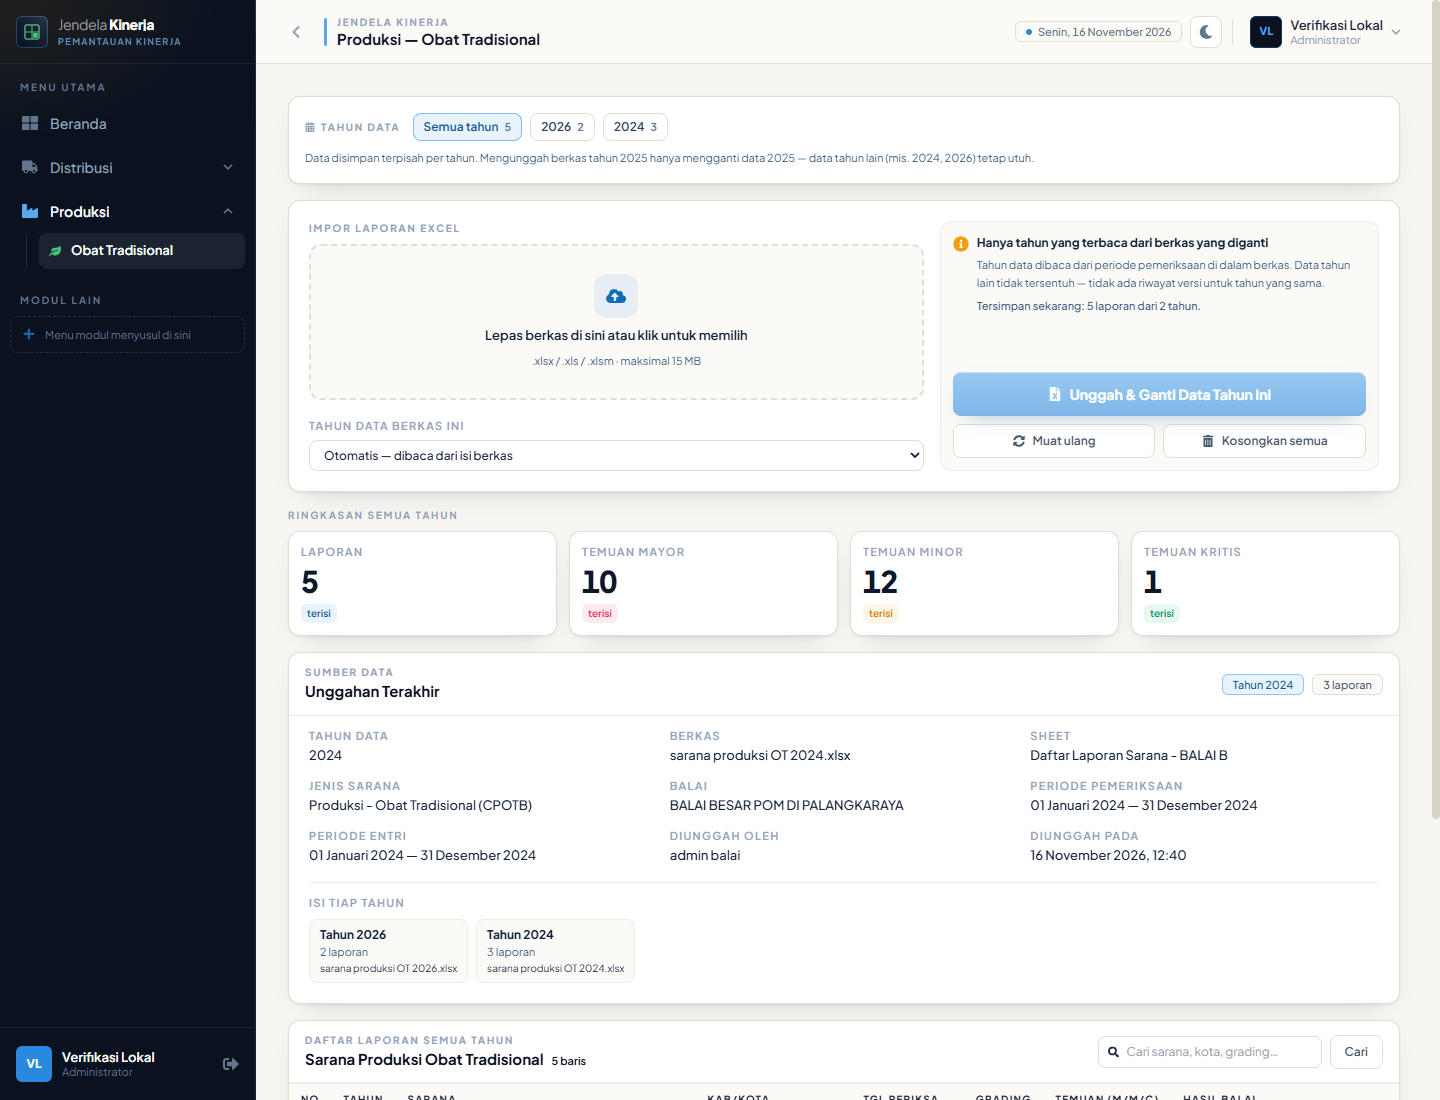 Jendela Kinerja
PEMANTAUAN KINERJA
MENU UTAMA
Beranda
Distribusi
Produksi
Obat Tradisional
MODUL LAIN
Menu modul menyusul di sini
VL
Verifikasi Lokal
Administrator
JENDELA KINERJA
Produksi — Obat Tradisional
Senin, 16 November 2026
VL
Verifikasi Lokal
Administrator
TAHUN DATA
Semua tahun 5
2026 2
2024 3
Data disimpan terpisah per tahun. Mengunggah berkas tahun 2025 hanya mengganti data 2025 — data tahun lain (mis. 2024, 2026) tetap utuh.
IMPOR LAPORAN EXCEL
Lepas berkas di sini atau klik untuk memilih
.xlsx / .xls / .xlsm · maksimal 15 MB
TAHUN DATA BERKAS INI
Otomatis — dibaca dari isi berkas
Hanya tahun yang terbaca dari berkas yang diganti
Tahun data dibaca dari periode pemeriksaan di dalam berkas. Data tahun
lain tidak tersentuh — tidak ada riwayat versi untuk tahun yang sama.
Tersimpan sekarang: 5 laporan dari 2 tahun.
Unggah & Ganti Data Tahun Ini
Muat ulang
Kosongkan semua
RINGKASAN SEMUA TAHUN
LAPORAN
5
terisi
TEMUAN MAYOR
10
terisi
TEMUAN MINOR
12
terisi
TEMUAN KRITIS
1
terisi
SUMBER DATA
Unggahan Terakhir
Tahun 2024
3 laporan
TAHUN DATA
2024
BERKAS
sarana produksi OT 2024.xlsx
SHEET
Daftar Laporan Sarana - BALAI B
JENIS SARANA
Produksi - Obat Tradisional (CPOTB)
BALAI
BALAI BESAR POM DI PALANGKARAYA
PERIODE PEMERIKSAAN
01 Januari 2024 — 31 Desember 2024
PERIODE ENTRI
01 Januari 2024 — 31 Desember 2024
DIUNGGAH OLEH
admin balai
DIUNGGAH PADA
16 November 2026, 12:40
ISI TIAP TAHUN
Tahun 2026
2 laporan
sarana produksi OT 2026.xlsx
Tahun 2024
3 laporan
sarana produksi OT 2024.xlsx
DAFTAR LAPORAN SEMUA TAHUN
Sarana Produksi Obat Tradisional 5 baris
Cari sarana, kota, grading...
Cari
NO TAHUN SARANA KAB/KOTA TGL PERIKSA GRADING TEMUAN (M/M/C) HASIL BALAI